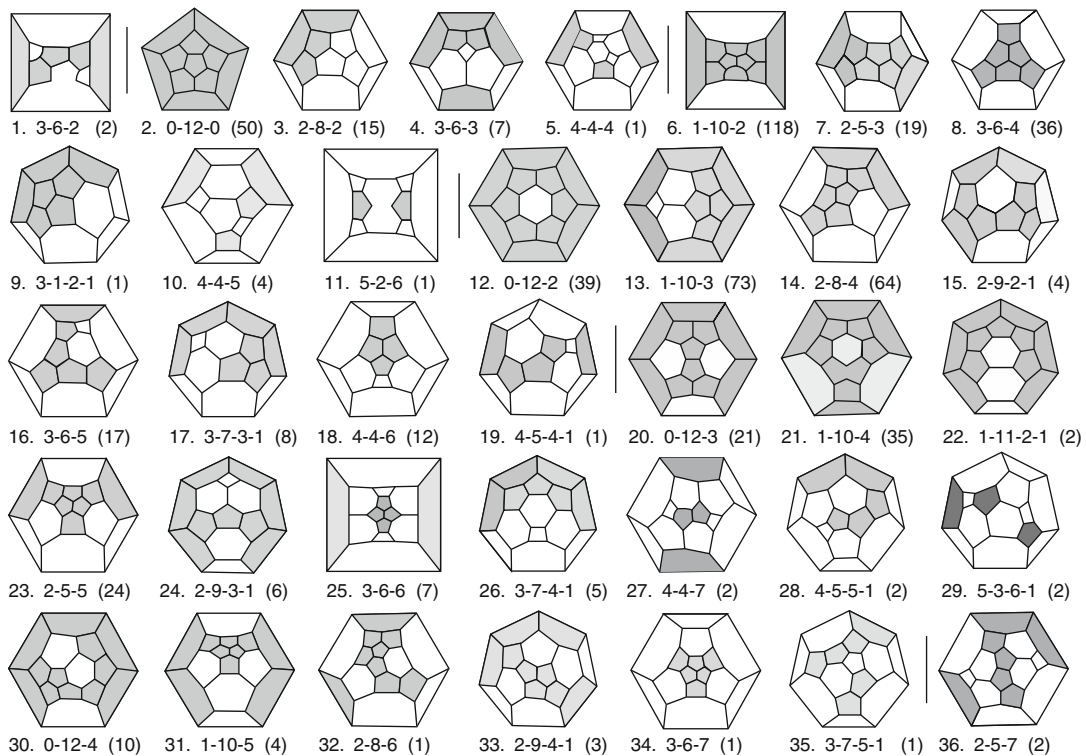 1. 3-6-2 (2) 2. 0-12-0 (50) 3. 2-8-2 (15) 4. 3-6-3 (7) 5. 4-4-4 (1) 6. 1-10-2 (118) 7. 2-5-3 (19) 8. 3-6-4 (36)
9. 3-1-2-1 (1) 10. 4-4-5 (4) 11. 5-2-6 (1) 12. 0-12-2 (39) 13. 1-10-3 (73) 14. 2-8-4 (64) 15. 2-9-2-1 (4)
16. 3-6-5 (17) 17. 3-7-3-1 (8) 18. 4-4-6 (12) 19. 4-5-4-1 (1) 20. 0-12-3 (21) 21. 1-10-4 (35) 22. 1-11-2-1 (2)
23. 2-5-5 (24) 24. 2-9-3-1 (6) 25. 3-6-6 (7) 26. 3-7-4-1 (5) 27. 4-4-7 (2) 28. 4-5-5-1 (2) 29. 5-3-6-1 (2)
30. 0-12-4 (10) 31. 1-10-5 (4) 32. 2-8-6 (1) 33. 2-9-4-1 (3) 34. 3-6-7 (1) 35. 3-7-5-1 (1) 36. 2-5-7 (2)